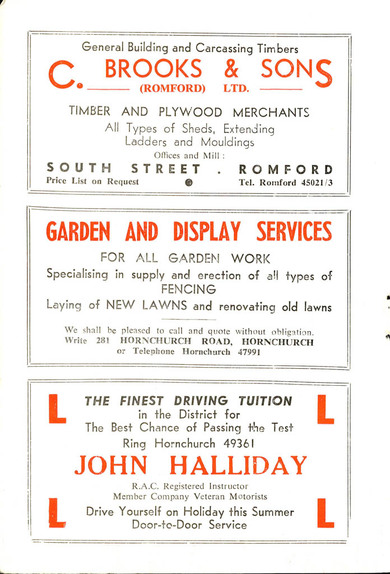 General Building and Carcassing Timbers
C. BROOKS & SONS
(ROMFORD) LTD.
TIMBER AND PLYWOOD MERCHANTS
All Types of Sheds, Extending
Ladders and Mouldings
Offices and Mill :
SOUTH STREET . ROMFORD
Price List on Request
Tel. Romford 45021/3
GARDEN AND DISPLAY SERVICES
FOR ALL GARDEN WORK
Specialising in supply and erection of all types of
FENCING
Laying of NEW LAWNS and renovating old lawns
We shall be pleased to call and quote without obligation.
Write 281 HORNCHURCH ROAD, HORNCHURCH
or Telephone Hornchurch 47991
L L
THE FINEST DRIVING TUITION
in the District for
The Best Chance of Passing the Test
Ring Hornchurch 49361
JOHN HALLIDAY
R.A.C. Registered Instructor
Member Company Veteran Motorists
L L
Drive Yourself on Holiday this Summer
Door-to-Door Service